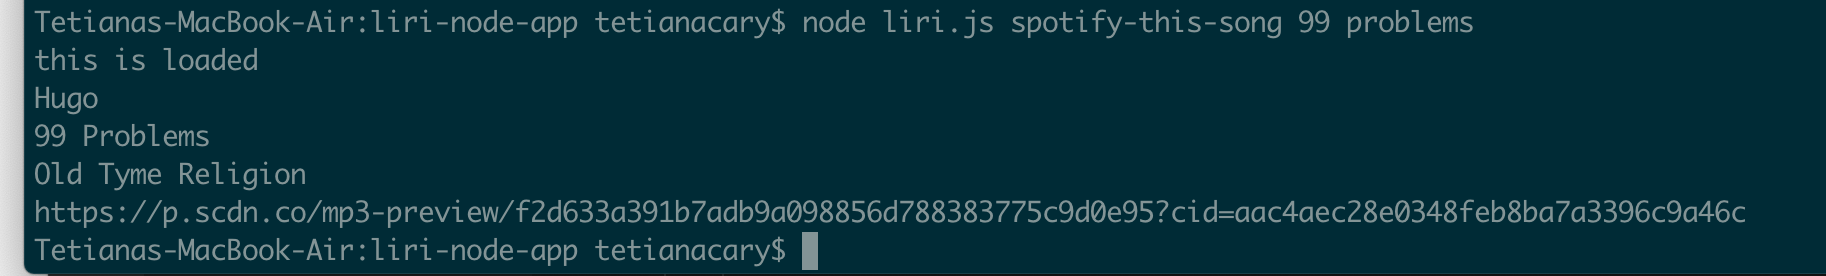 Tetianas-MacBook-Air:liri-node-app tetianacary$ node liri.js spotify-this-song 99 problems
this is loaded
Hugo
99 Problems
Old Tyme Religion
https://p.scdn.co/mp3-preview/f2d633a391b7adb9a098856d788383775c9d0e95?cid=aac4aec28e0348feb8ba7a3396c9a46c
Tetianas-MacBook-Air:liri-node-app tetianacary$